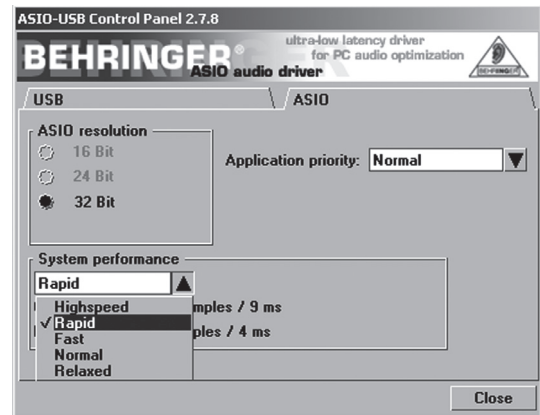 ASIO-USB Control Panel 2.7.8
BEHRINGER®
ultra-low latency driver
for PC audio optimization
ASIO audio driver
BEHRINGER
USB
ASIO
ASIO resolution
16 Bit
24 Bit
32 Bit
Application priority: Normal
System performance
Rapid
Highspeed
/ 9 ms
✓ Rapid
/ 4 ms
Fast
Normal
Relaxed
Close